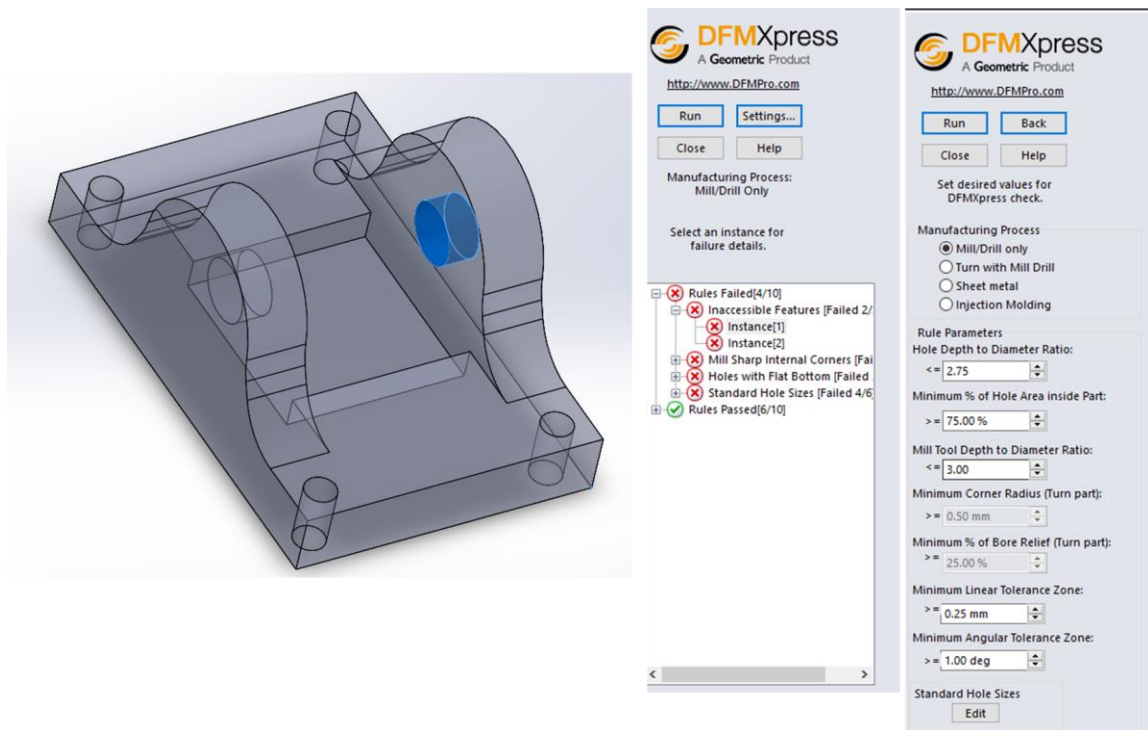 DFMXpress
A Geometric Product
http://www.DFMPro.com
Run Settings...
Close Help
Manufacturing Process:
Mill/Drill Only
Select an instance for
failure details.
Rules Failed[4/10]
Inaccessible Features [Failed 2/
Instance[1]
Instance[2]
Mill Sharp Internal Corners [Fai
Holes with Flat Bottom [Failed
Standard Hole Sizes [Failed 4/6]
Rules Passed[6/10]
DFMXpress
A Geometric Product
http://www.DFMPro.com
Run Back
Close Help
Set desired values for
DFMXpress check.
Manufacturing Process
Mill/Drill only
Turn with Mill Drill
Sheet metal
Injection Molding
Rule Parameters
Hole Depth to Diameter Ratio:
<= 2.75
Minimum % of Hole Area inside Part:
>= 75.00 %
Mill Tool Depth to Diameter Ratio:
<= 3.00
Minimum Corner Radius (Turn part):
>= 0.50 mm
Minimum % of Bore Relief (Turn part):
>= 25.00 %
Minimum Linear Tolerance Zone:
>= 0.25 mm
Minimum Angular Tolerance Zone:
>= 1.00 deg
Standard Hole Sizes
Edit